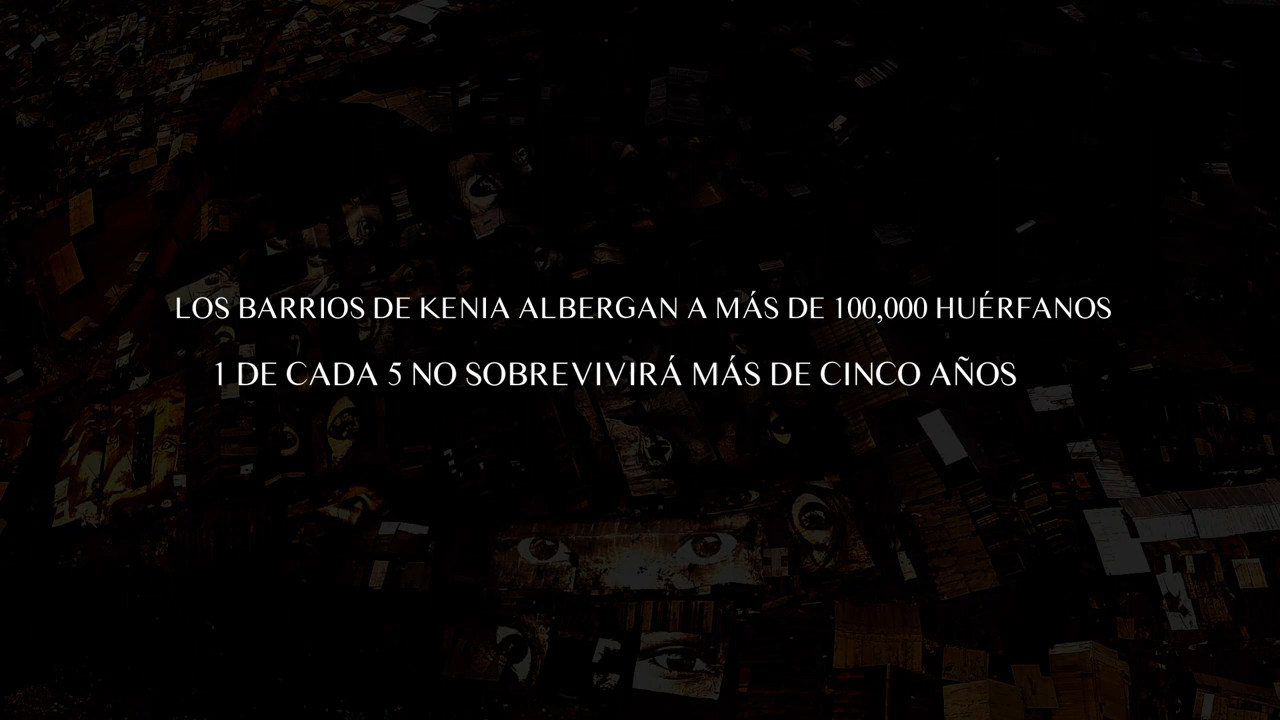 LOS BARRIOS DE KENIA ALBERGAN A MÁS DE 100,000 HUÉRFANOS
1 DE CADA 5 NO SOBREVIVIRÁ MÁS DE CINCO AÑOS